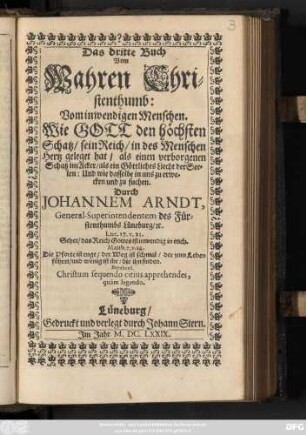 3
Das dritte Buch
Vom
Wahren Chri-
stenthumb:
Vom inwendigen Menschen.
Wie GOTT den höchsten
Schatz / sein Reich / in des Menschen
Hertz geleget hat / als einen verborgenen
Schatz im Acker / als ein Göttliches Liecht der See-
len: Und wie dasselbe in uns zu erwe-
cken und zu suchen.
Durch
JOHANNEM ARNDT,
General-Superintendentem des Für-
stenthumbs Lüneburg / ꝛc.
Luc. 17. v. 21.
Sehet / das Reich Gottes ist inwendig in euch.
Matth. 7. v. 14.
Die Pforte ist enge / der Weg ist schmal / der zum Leben
führet / und wenig ist ihr / die ihn finden.
Bernhard.
Christum sequendo citius apprehendes,
quàm legendo.
Lüneburg /
Gedruckt und verlegt durch Johann Stern.
Im Jahr M. DC. LXXIX.